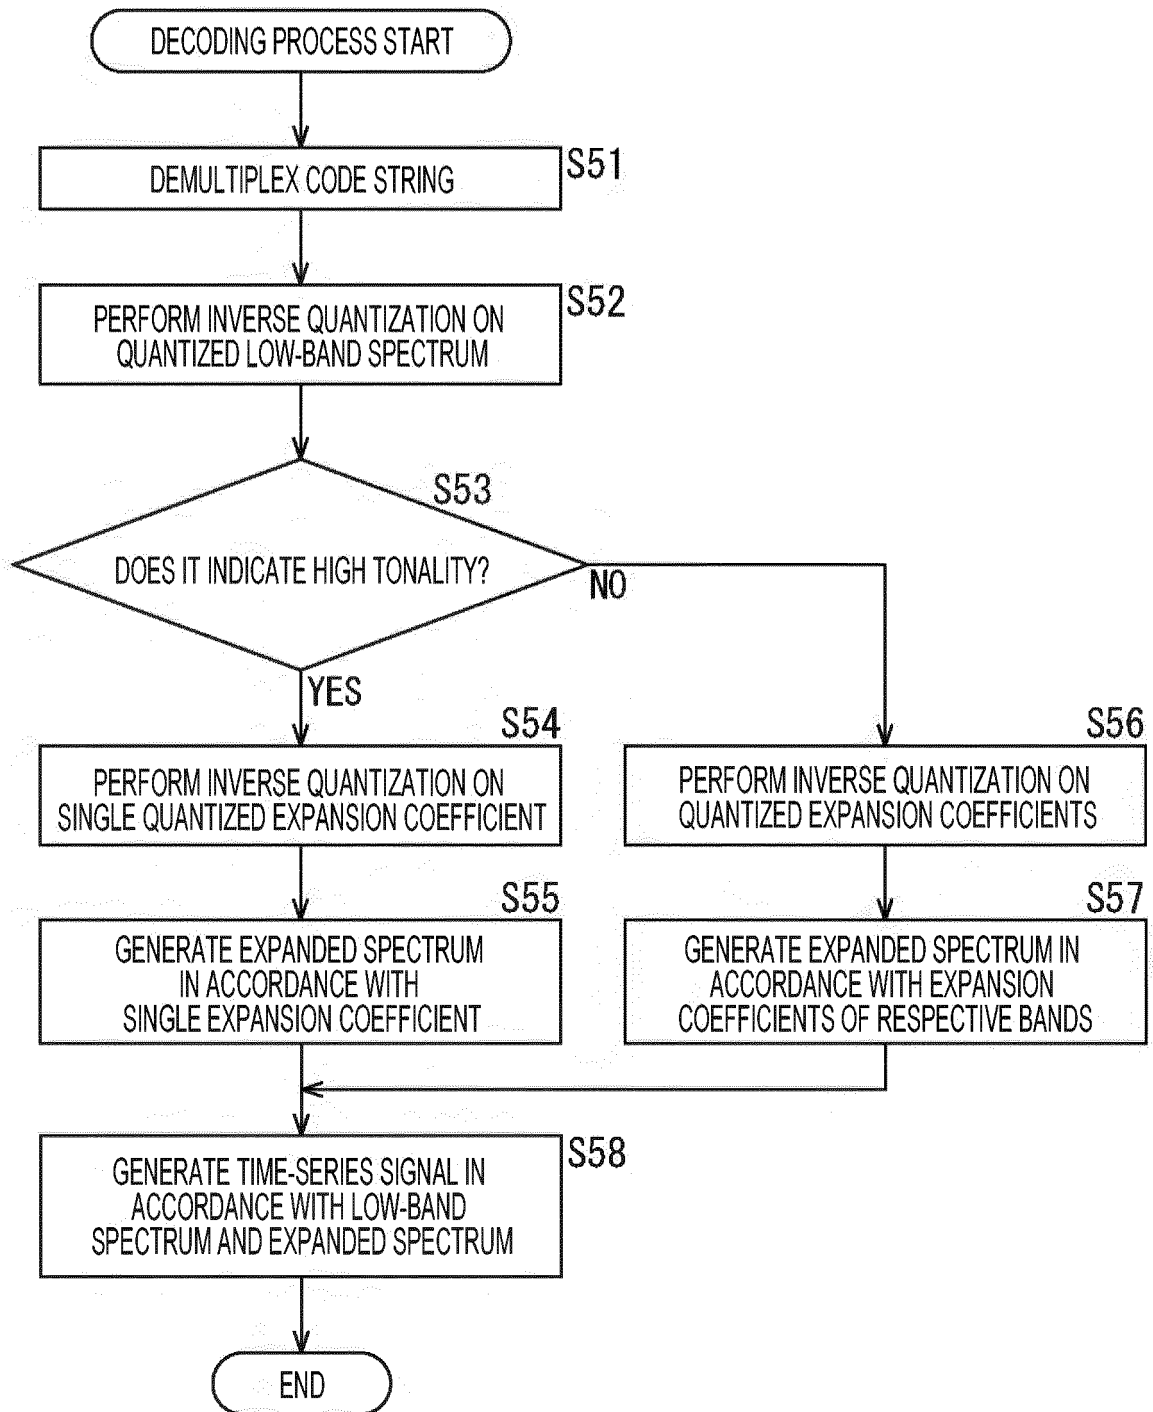 DECODING PROCESS START
S51
DEMULTIPLEX CODE STRING
S52
PERFORM INVERSE QUANTIZATION ON
QUANTIZED LOW-BAND SPECTRUM
S53
DOES IT INDICATE HIGH TONALITY?
NO
YES
S54
PERFORM INVERSE QUANTIZATION ON
SINGLE QUANTIZED EXPANSION COEFFICIENT
S56
PERFORM INVERSE QUANTIZATION ON
QUANTIZED EXPANSION COEFFICIENTS
S55
GENERATE EXPANDED SPECTRUM
IN ACCORDANCE WITH
SINGLE EXPANSION COEFFICIENT
S57
GENERATE EXPANDED SPECTRUM IN
ACCORDANCE WITH EXPANSION
COEFFICIENTS OF RESPECTIVE BANDS
S58
GENERATE TIME-SERIES SIGNAL IN
ACCORDANCE WITH LOW-BAND
SPECTRUM AND EXPANDED SPECTRUM
END